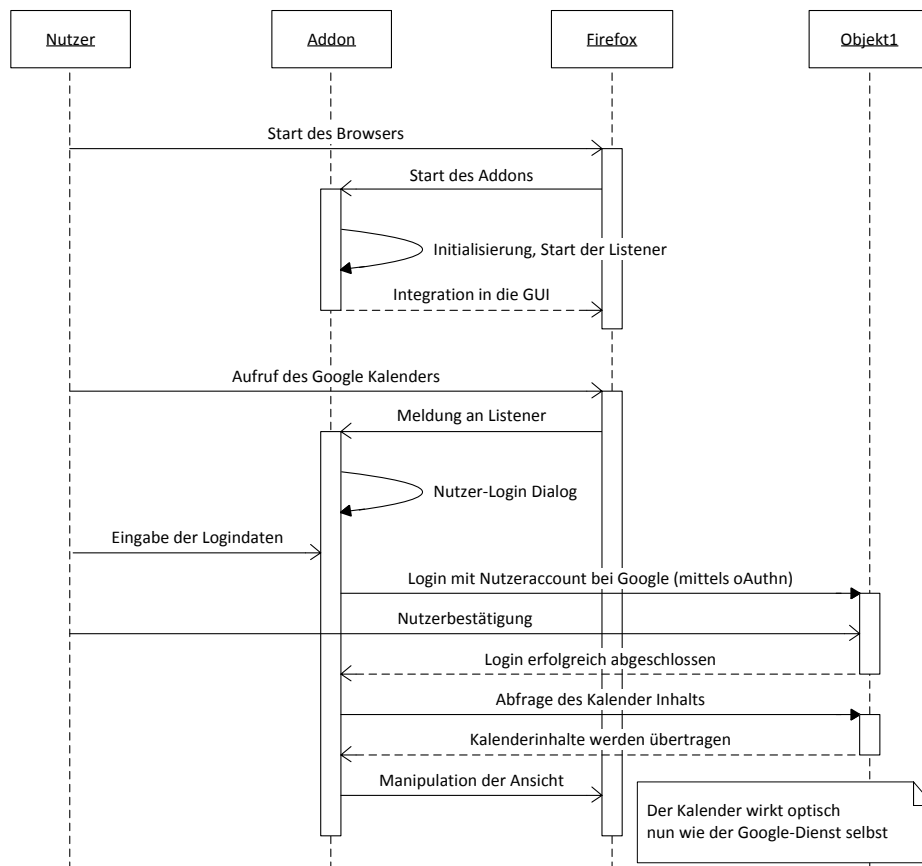 Nutzer
Addon
Firefox
Objekt1
Start des Browsers
Start des Addons
Initialisierung, Start der Listener
Integration in die GUI
Aufruf des Google Kalenders
Meldung an Listener
Nutzer-Login Dialog
Eingabe der Logindaten
Login mit Nutzeraccount bei Google (mittels oAuthn)
Nutzerbestätigung
Login erfolgreich abgeschlossen
Abfrage des Kalender Inhalts
Kalenderinhalte werden übertragen
Manipulation der Ansicht
Der Kalender wirkt optisch
nun wie der Google-Dienst selbst